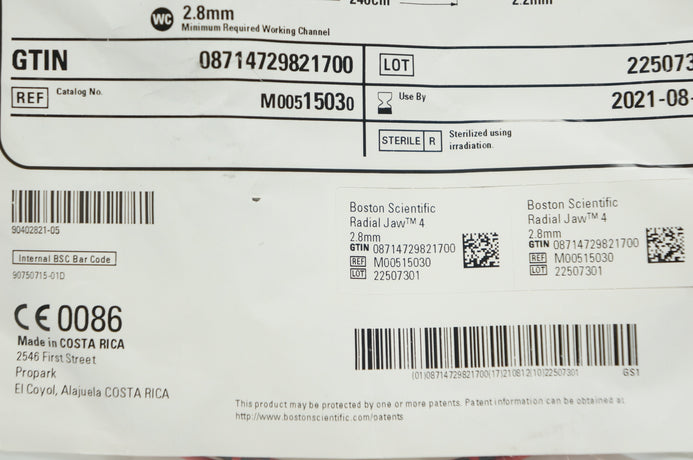 240cm
2.2mm
WC 2.8mm
Minimum Required Working Channel
GTIN 08714729821700
LOT 225073
REF Catalog No. M00515030
Use By 2021-08-
STERILE R Sterilized using
irradiation.
90402821-05
Internal BSC Bar Code
90750715-01D
Boston Scientific
Radial Jaw™ 4
2.8mm
GTIN 08714729821700
REF M00515030
LOT 22507301
Boston Scientific
Radial Jaw™ 4
2.8mm
GTIN 08714729821700
REF M00515030
LOT 22507301
CE 0086
Made in COSTA RICA
2546 First Street
Propark
El Coyol, Alajuela COSTA RICA
(01)08714729821700(17)210812(10)22507301 GS1
This product may be protected by one or more patents. Patent information can be obtained at
http://www.bostonscientific.com/patents